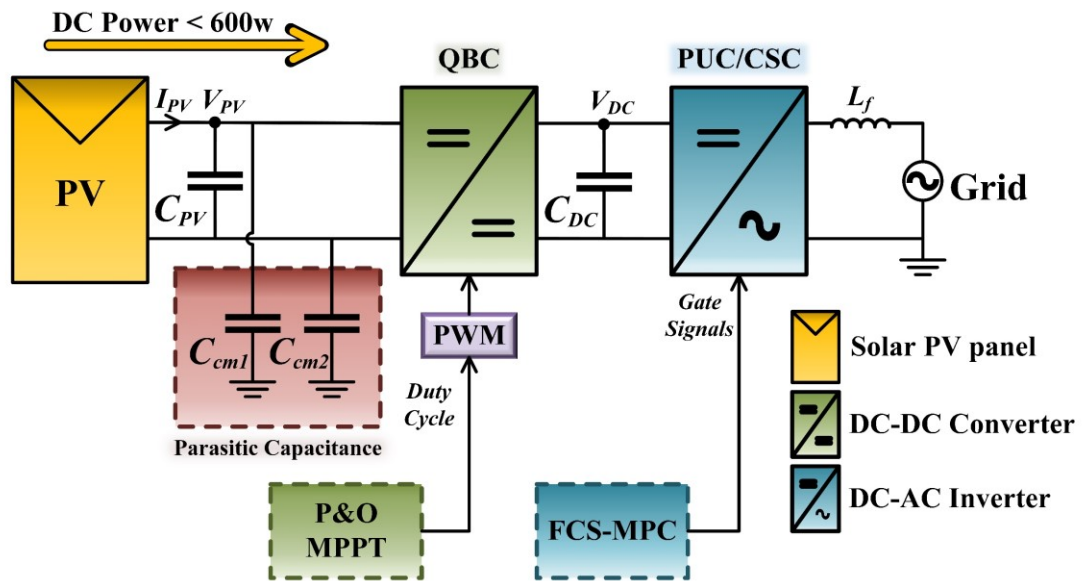 DC Power < 600w
QBC
PUC/CSC
I_PV V_PV
V_DC
L_f
PV
C_PV
C_DC
Grid
C_cm1 C_cm2
Parasitic Capacitance
PWM
Duty
Cycle
Gate
Signals
P&O
MPPT
FCS-MPC
Solar PV panel
DC-DC Converter
DC-AC Inverter